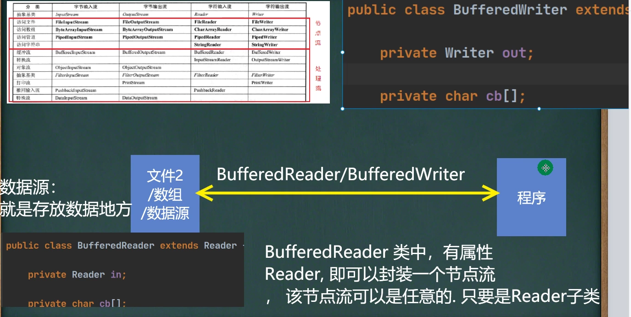 分类 字节输入流 字节输出流 字符输入流 字符输出流
抽象基类 InputStream OutputStream Reader Writer
访问文件 FileInputStream FileOutputStream FileReader FileWriter
访问数组 ByteArrayInputStream ByteArrayOutputStream CharArrayReader CharArrayWriter
访问管道 PipedInputStream PipedOutputStream PipedReader PipedWriter
访问字符串 StringReader StringWriter
缓冲流 BufferedInputStream BufferedOutputStream BufferedReader BufferedWriter
转换流 InputStreamReader OutputStreamWriter
对象流 ObjectInputStream ObjectOutputStream
抽象基类 FilterInputStream FilterOutputStream FilterReader FilterWriter
打印流 PrintStream PrintWriter
推回输入流 PushbackInputStream PushbackReader
特殊流 DataInputStream DataOutputStream
节点流
处理流
public class BufferedWriter extends
private Writer out;
private char cb[];
数据源:
就是存放数据地方
文件2
/数组
/数据源
BufferedReader/BufferedWriter
程序
public class BufferedReader extends Reader
private Reader in;
private char cb[];
BufferedReader 类中，有属性
Reader, 即可以封装一个节点流
， 该节点流可以是任意的. 只要是Reader子类